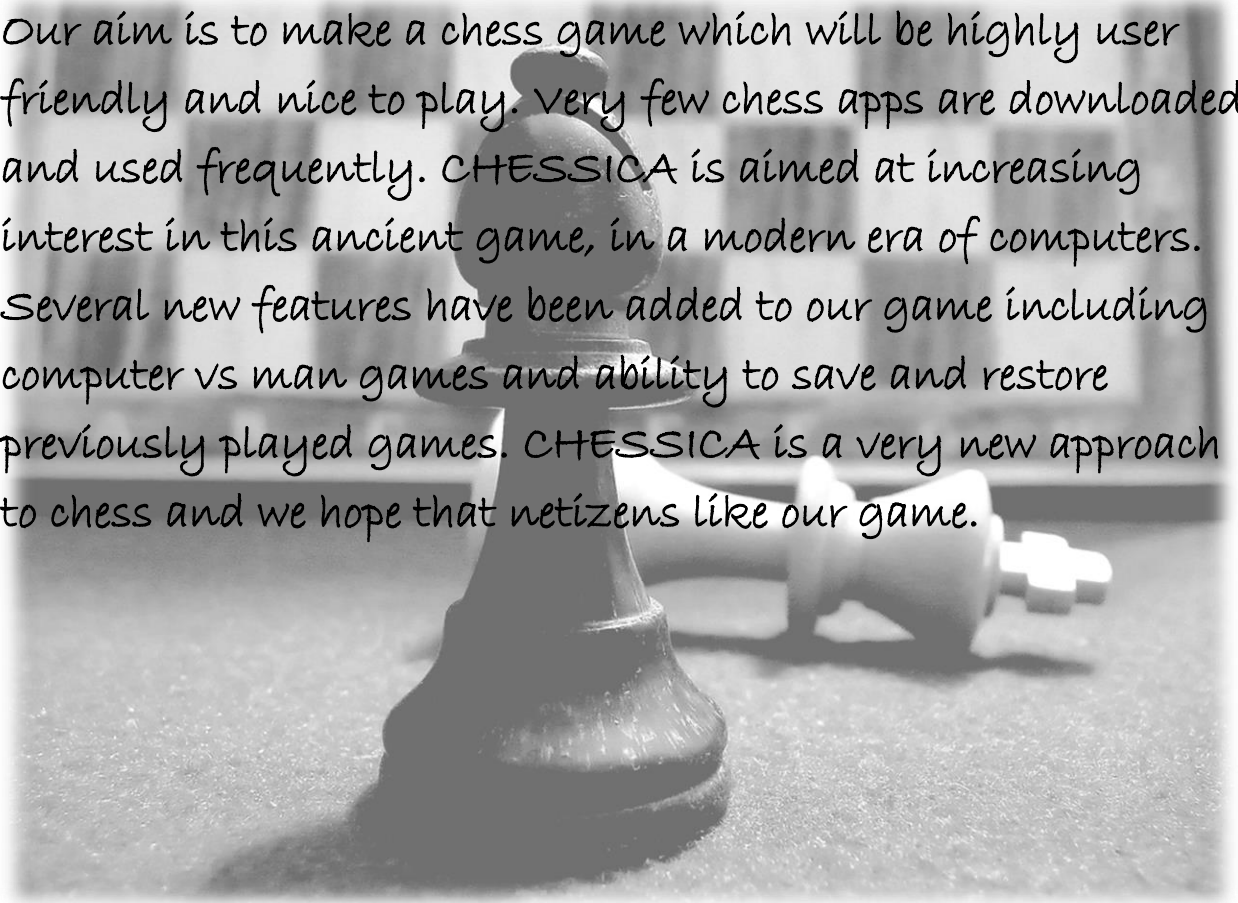 Our aim is to make a chess game which will be highly user
friendly and nice to play. Very few chess apps are downloaded
and used frequently. CHESSICA is aimed at increasing
interest in this ancient game, in a modern era of computers.
Several new features have been added to our game including
computer vs man games and ability to save and restore
previously played games. CHESSICA is a very new approach
to chess and we hope that netizens like our game.